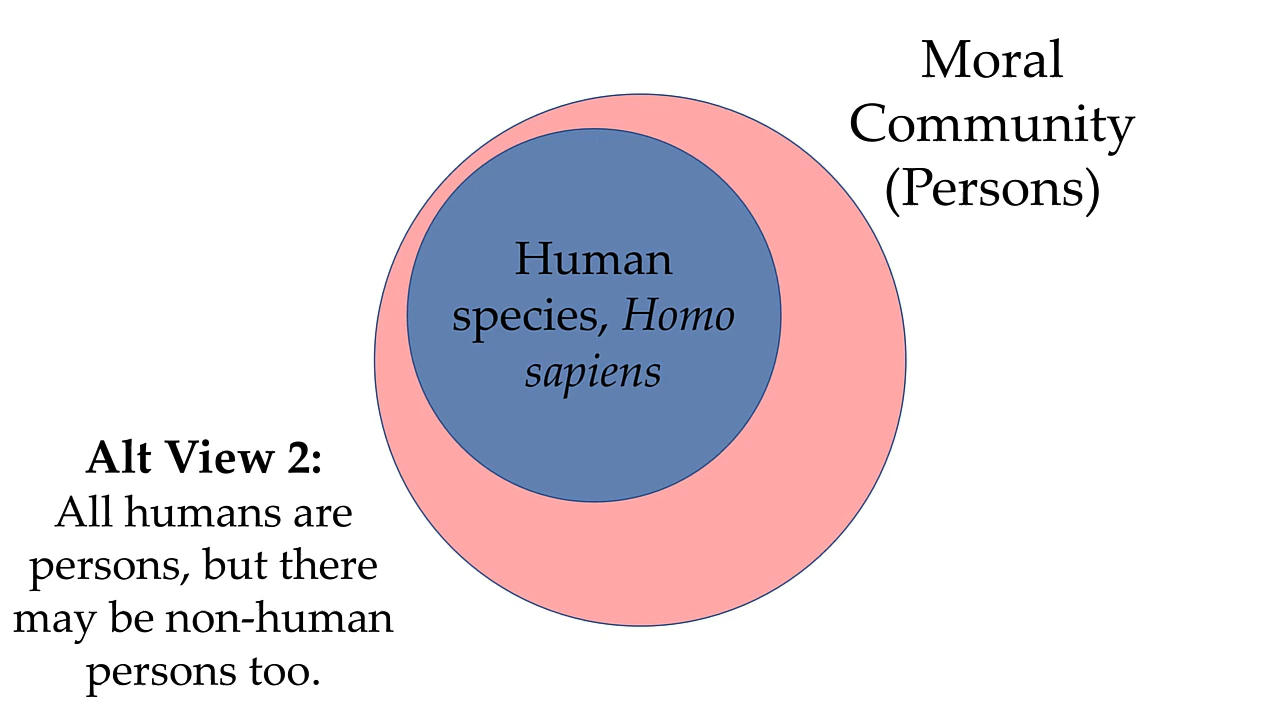 Moral
Community
(Persons)
Human
species, Homo
sapiens
Alt View 2:
All humans are
persons, but there
may be non-human
persons too.